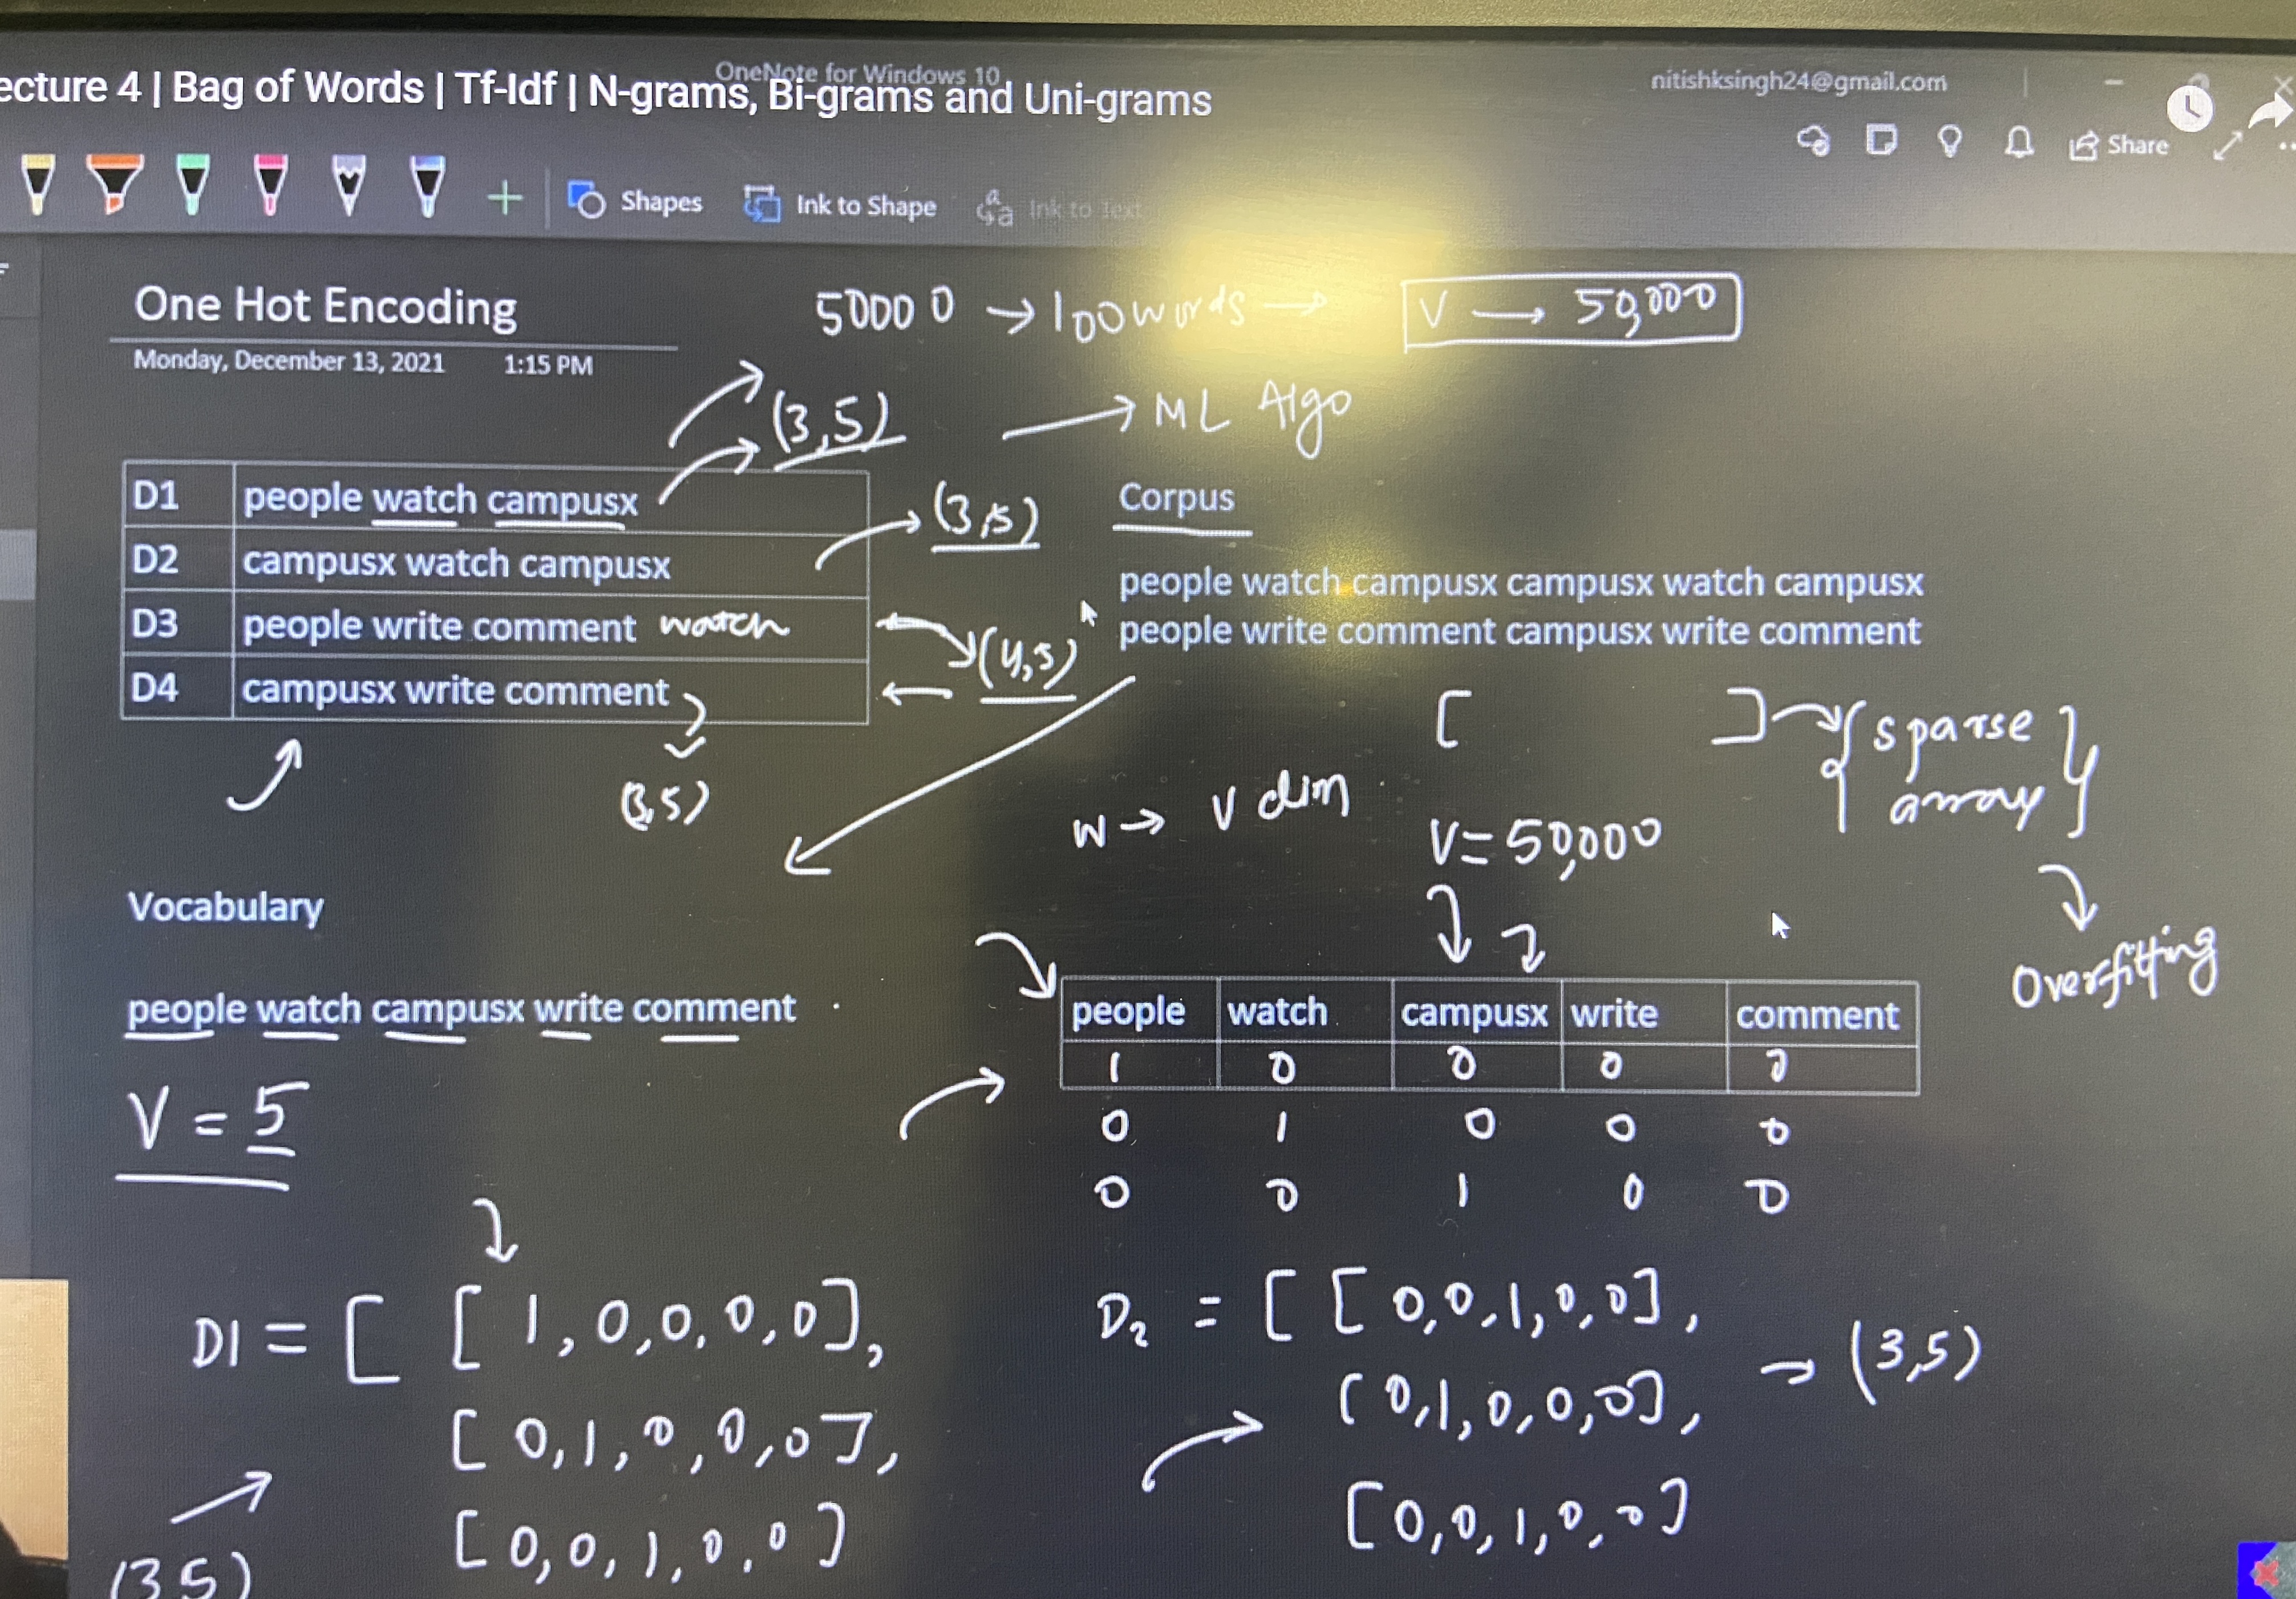 ecture 4 | Bag of Words | Tf-Idf | N-grams, Bi-grams and Uni-grams
OneNote for Windows 10
nitishksingh24@gmail.com
Shapes
Ink to Shape
Ink to Text
Share
One Hot Encoding
Monday, December 13, 2021 1:15 PM
50000 → 100 words → V → 50,000
(3,5) → ML Algo
D1 people watch campusx
D2 campusx watch campusx
D3 people write comment watch
D4 campusx write comment
(3,5)
(4,5)
(3,5)
Corpus
people watch campusx campusx watch campusx
people write comment campusx write comment
[ ] → { sparse array }
W → V dim
V = 50,000
Overfitting
Vocabulary
people watch campusx write comment
V = 5
people watch campusx write comment
1 0 0 0 0
0 1 0 0 0
0 0 1 0 0
D1 = [ [ 1, 0, 0, 0, 0 ],
[ 0, 1, 0, 0, 0 ],
[ 0, 0, 1, 0, 0 ]
(3 5)
D2 = [ [ 0, 0, 1, 0, 0 ],
[ 0, 1, 0, 0, 0 ],
[ 0, 0, 1, 0, 0 ]
→ (3,5)